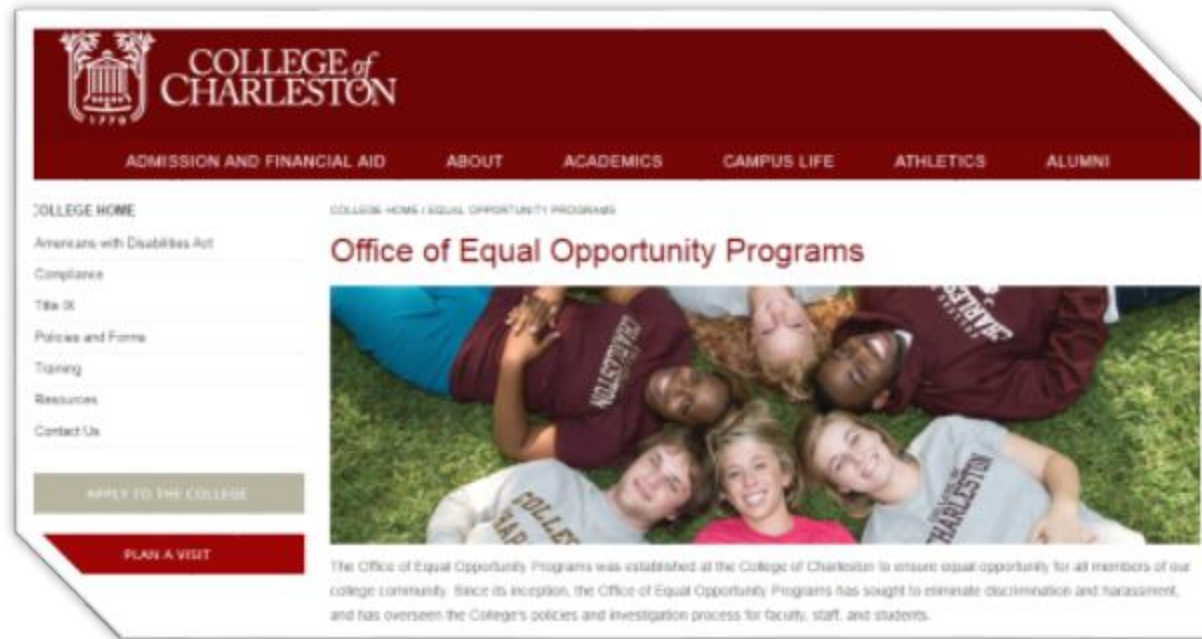 COLLEGE of
CHARLESTON
1770
ADMISSION AND FINANCIAL AID ABOUT ACADEMICS CAMPUS LIFE ATHLETICS ALUMNI
COLLEGE HOME
Americans with Disabilities Act
Compliance
Title IX
Policies and Forms
Training
Resources
Contact Us
APPLY TO THE COLLEGE
PLAN A VISIT
COLLEGE HOME / EQUAL OPPORTUNITY PROGRAMS
Office of Equal Opportunity Programs
CHARLESTON
CHARLES
COLLEGE
CHAR
CHARLESTON
The Office of Equal Opportunity Programs was established at the College of Charleston to ensure equal opportunity for all members of our
college community. Since its inception, the Office of Equal Opportunity Programs has sought to eliminate discrimination and harassment,
and has overseen the College's policies and investigation process for faculty, staff, and students.